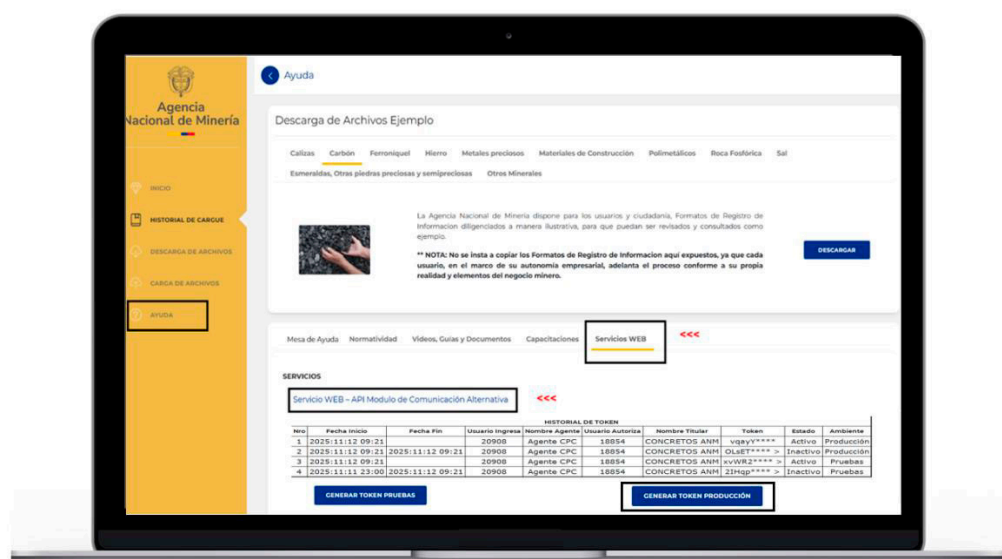 Agencia
Nacional de Minería
INICIO
HISTORIAL DE CARGUE
DESCARGA DE ARCHIVOS
CARGA DE ARCHIVOS
AYUDA
Ayuda
Descarga de Archivos Ejemplo
Calizas Carbón Ferroniquel Hierro Metales preciosos Materiales de Construcción Polimetálicos Roca Fosfórica Sal
Esmeraldas, Otras piedras preciosas y semipreciosas Otros Minerales
La Agencia Nacional de Minería dispone para los usuarios y ciudadanía, Formatos de Registro de
Informacion diligenciados a manera ilustrativa, para que puedan ser revisados y consultados como
ejemplo.
** NOTA: No se insta a copiar los Formatos de Registro de Informacion aquí expuestos, ya que cada
usuario, en el marco de su autonomía empresarial, adelanta el proceso conforme a su propia
realidad y elementos del negocio minero.
DESCARGAR
Mesa de Ayuda Normatividad Videos, Guías y Documentos Capacitaciones Servicios WEB <<<
SERVICIOS
Servicio WEB – API Modulo de Comunicación Alternativa <<<
HISTORIAL DE TOKEN
Nro Fecha Inicio Fecha Fin Usuario Ingresa Nombre Agente Usuario Autoriza Nombre Titular Token Estado Ambiente
1 2025:11:12 09:21 20908 Agente CPC 18854 CONCRETOS ANM vqayY**** Activo Producción
2 2025:11:12 09:21 2025:11:12 09:21 20908 Agente CPC 18854 CONCRETOS ANM OLsET**** > Inactivo Producción
3 2025:11:12 09:21 20908 Agente CPC 18854 CONCRETOS ANM xvWR2**** > Activo Pruebas
4 2025:11:11 23:00 2025:11:12 09:21 20908 Agente CPC 18854 CONCRETOS ANM 2IHqp**** > Inactivo Pruebas
GENERAR TOKEN PRUEBAS GENERAR TOKEN PRODUCCIÓN